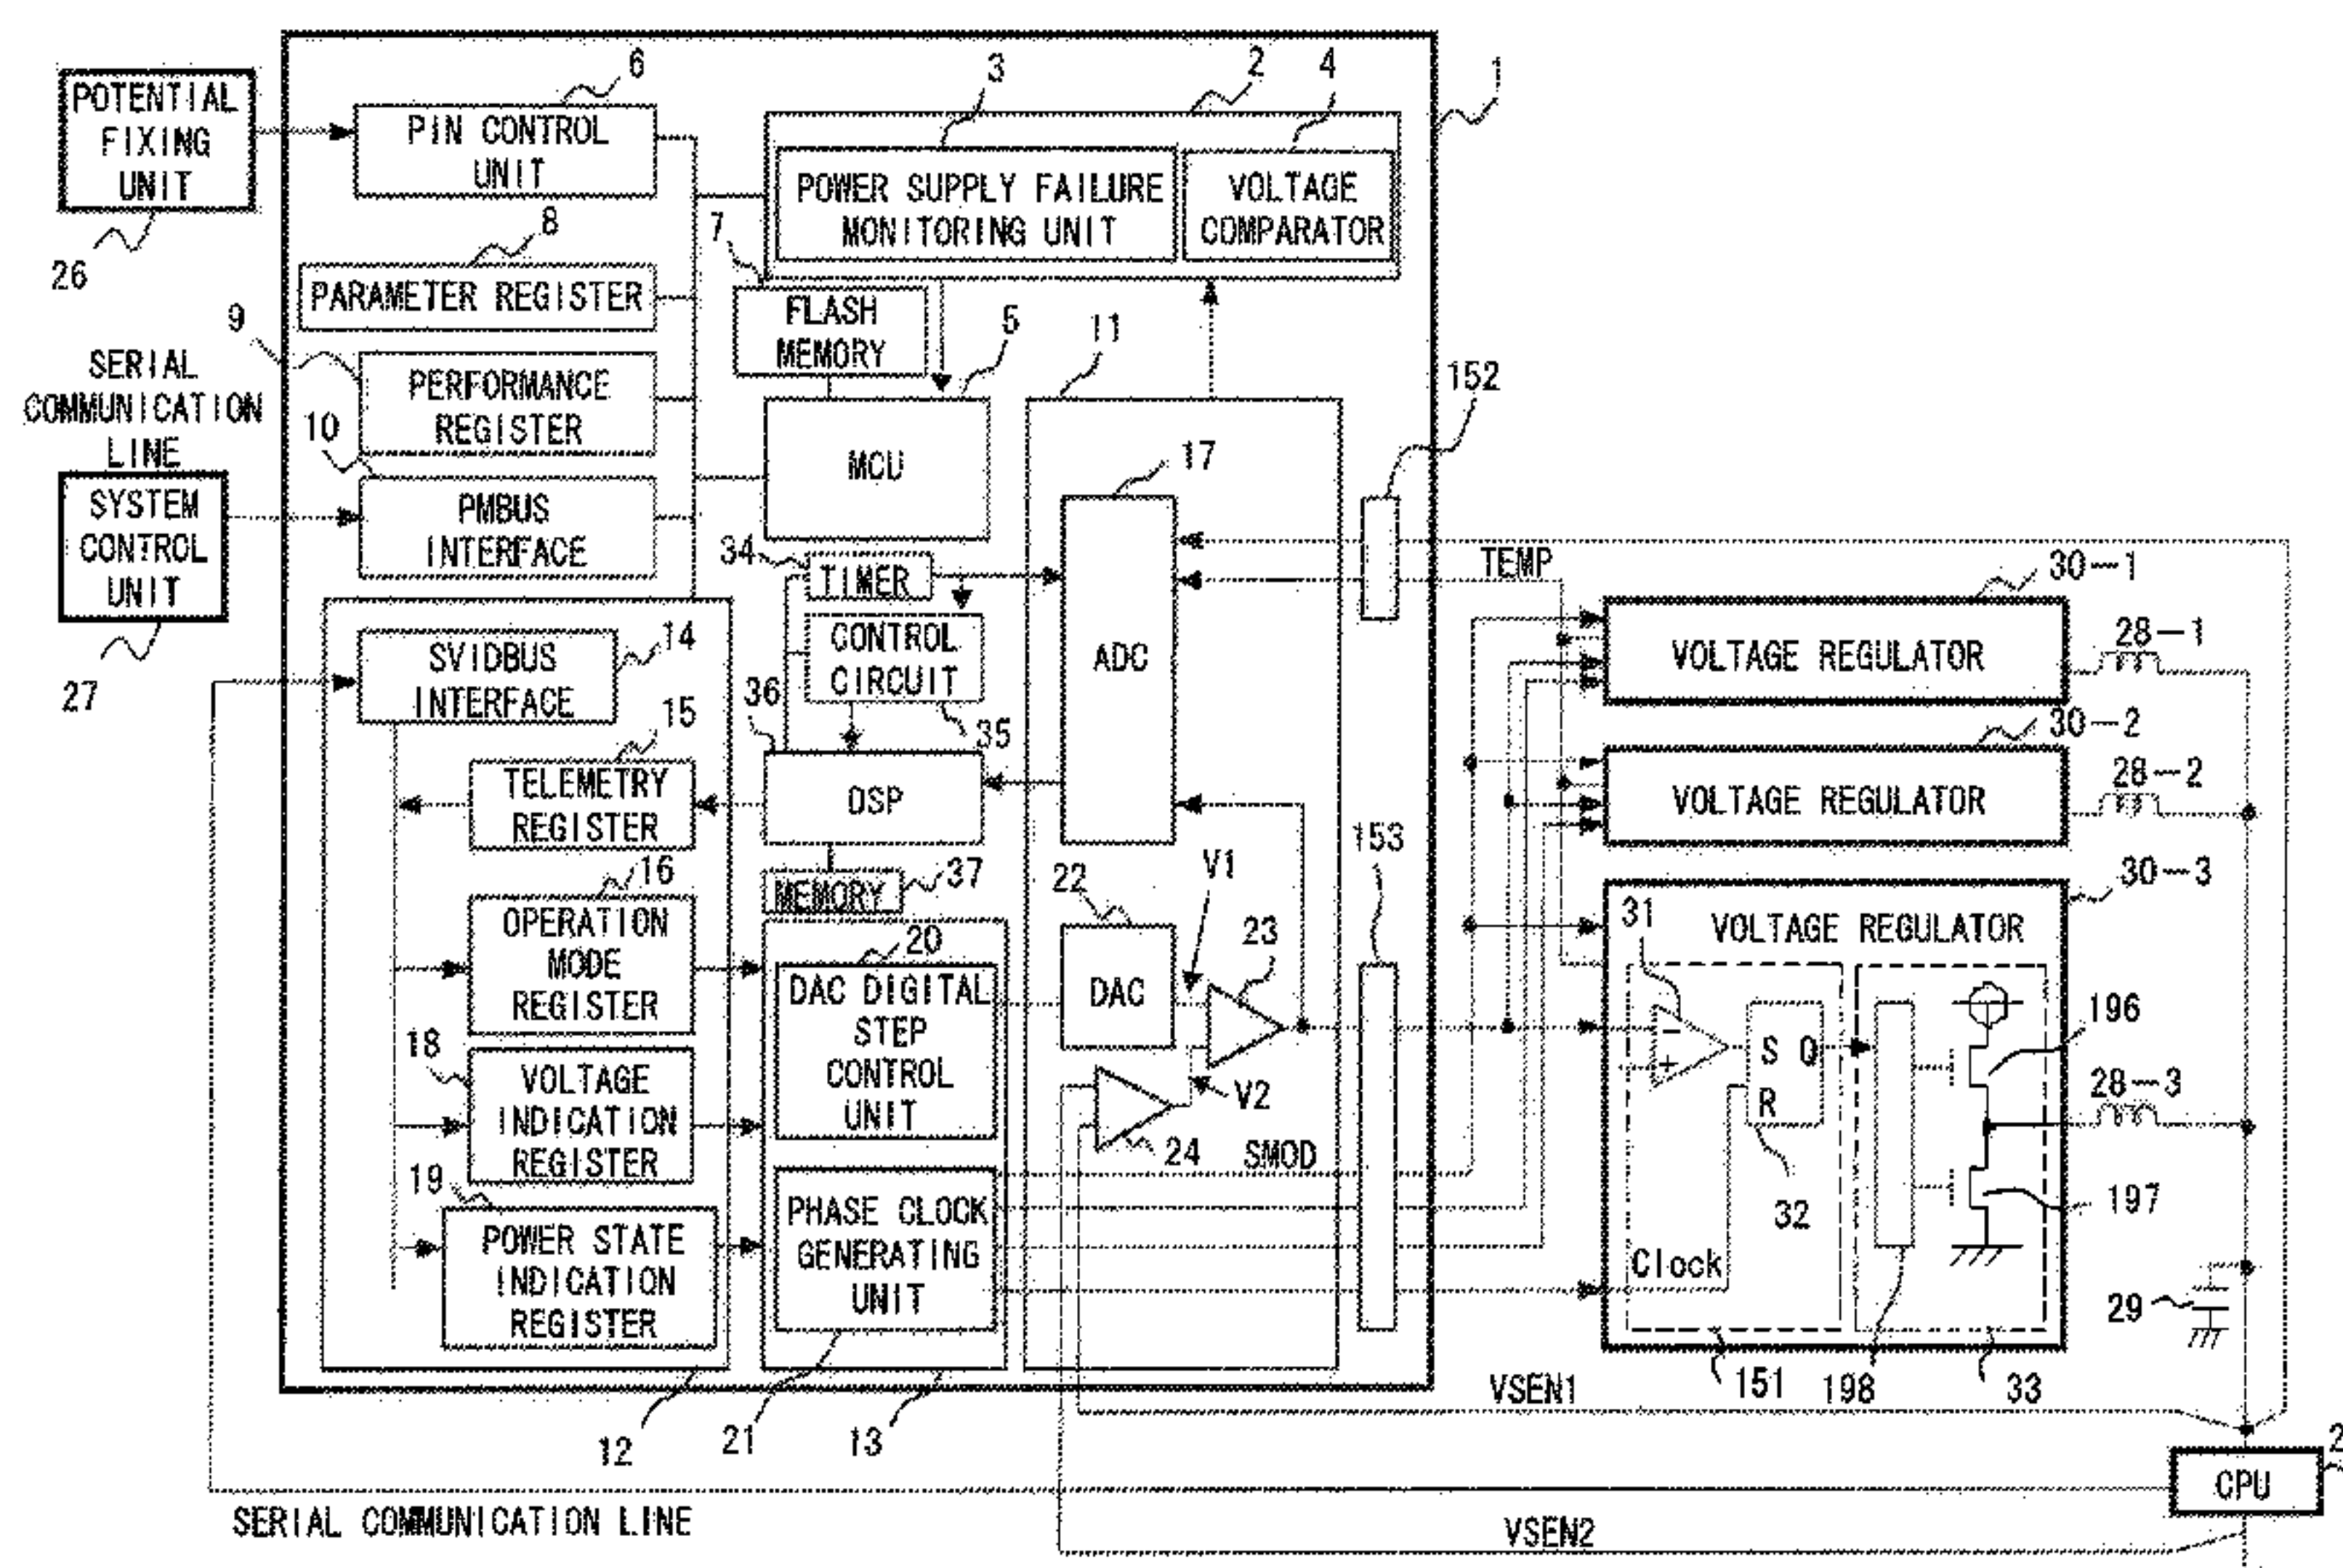 POTENTIAL
FIXING
UNIT
26
6
PIN CONTROL
UNIT
3
2
4
1
POWER SUPPLY FAILURE
MONITORING UNIT
VOLTAGE
COMPARATOR
8
PARAMETER REGISTER
7
FLASH
MEMORY
5
11
9
PERFORMANCE
REGISTER
SERIAL
COMMUNICATION
LINE
10
PMBUS
INTERFACE
SYSTEM
CONTROL
UNIT
27
MCU
17
ADC
152
34
TIMER
CONTROL
CIRCUIT
35
36
DSP
MEMORY
37
TEMP
30-1
VOLTAGE REGULATOR
28-1
30-2
VOLTAGE REGULATOR
28-2
30-3
VOLTAGE REGULATOR
SVIDBUS
INTERFACE
14
15
TELEMETRY
REGISTER
16
OPERATION
MODE
REGISTER
18
VOLTAGE
INDICATION
REGISTER
19
POWER STATE
INDICATION
REGISTER
12
20
DAC DIGITAL
STEP
CONTROL
UNIT
PHASE CLOCK
GENERATING
UNIT
21
13
22
DAC
V1
23
V2
24
SMOD
153
31
-
+
S Q
R
32
Clock
151
198
33
196
197
28-3
29
VSEN1
CPU
2
SERIAL COMMUNICATION LINE
VSEN2